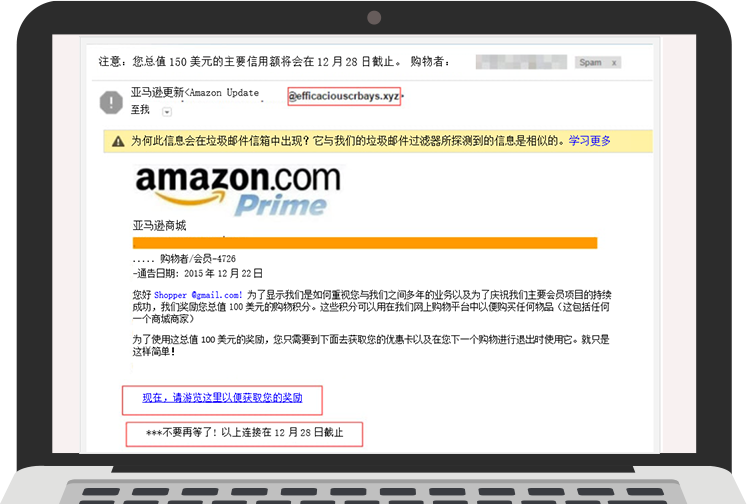 注意：您总值 150 美元的主要信用额将会在 12 月 28 日截止。 购物者：
Spam x
亚马逊更新<Amazon Update @efficaciouscrbays.xyz>
至我
为何此信息会在垃圾邮件信箱中出现？它与我们的垃圾邮件过滤器所探测到的信息是相似的。学习更多
amazon.com
Prime
亚马逊商城
..... 购物者/会员-4726
-通告日期: 2015 年 12 月 22 日
您好 Shopper @gmail.com! 为了显示我们是如何重视您与我们之间多年的业务以及为了庆祝我们主要会员项目的持续
成功，我们奖励您总值 100 美元的购物积分。这些积分可以用在我们网上购物平台中以便购买任何物品（这包括任何
一个商城商家）
为了使用这总值 100 美元的奖励，您只需要到下面去获取您的优惠卡以及在您下一个购物进行退出时使用它。就只是
这样简单！
现在，请游览这里以便获取您的奖励
***不要再等了！以上连接在 12 月 28 日截止